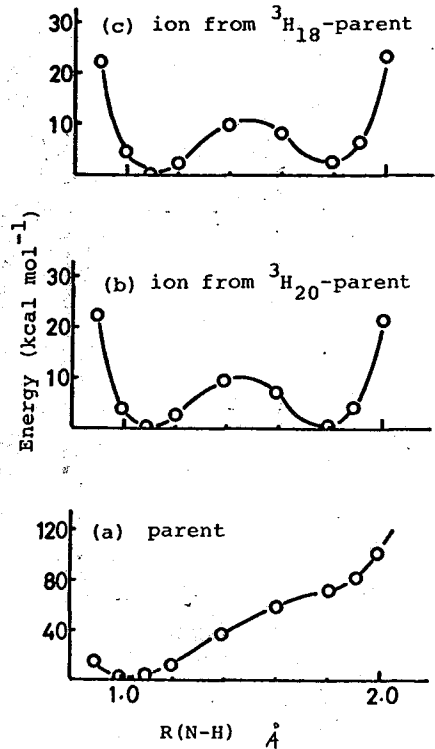 (c) ion from ³H₁₈-parent
30
20
10
(b) ion from ³H₂₀-parent
30
20
10
Energy (kcal mol⁻¹)
(a) parent
120
80
40
1.0
2.0
R(N-H) Å